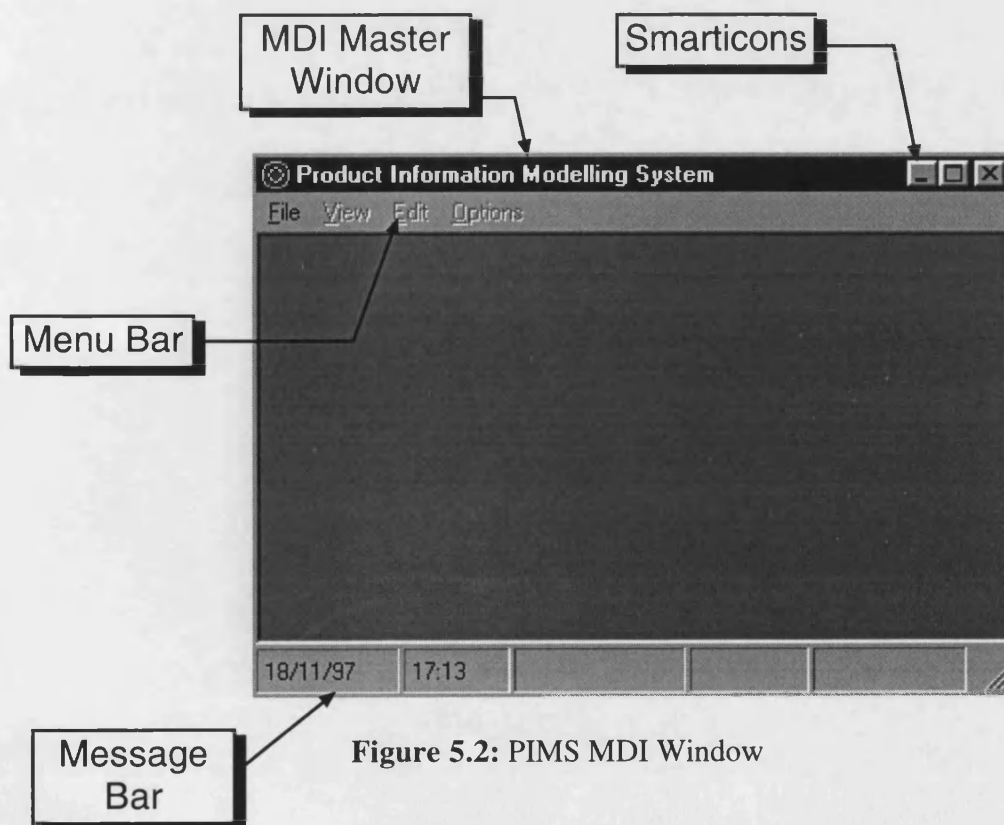 MDI Master
Window
Smarticons
Product Information Modelling System
File View Edit Options
Menu Bar
18/11/97 17:13
Message
Bar
Figure 5.2: PIMS MDI Window